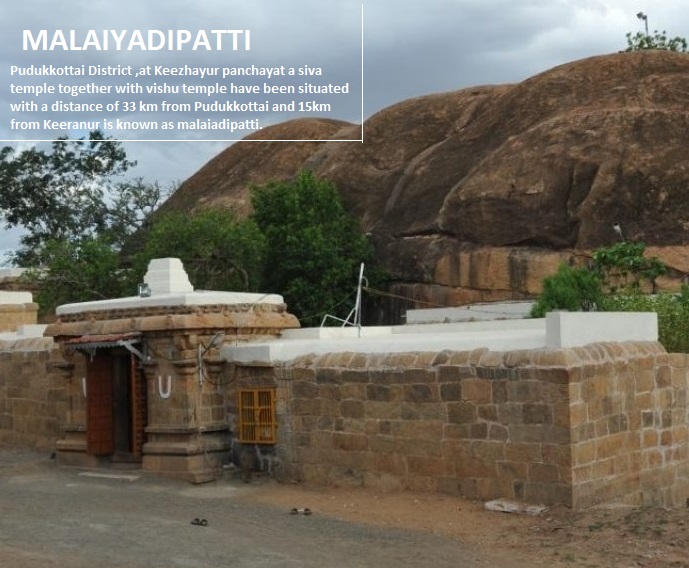 MALAIYADIPATTI
Pudukkottai District ,at Keezhayur panchayat a siva
temple together with vishu temple have been situated
with a distance of 33 km from Pudukkottai and 15km
from Keeranur is known as malaiadipatti.